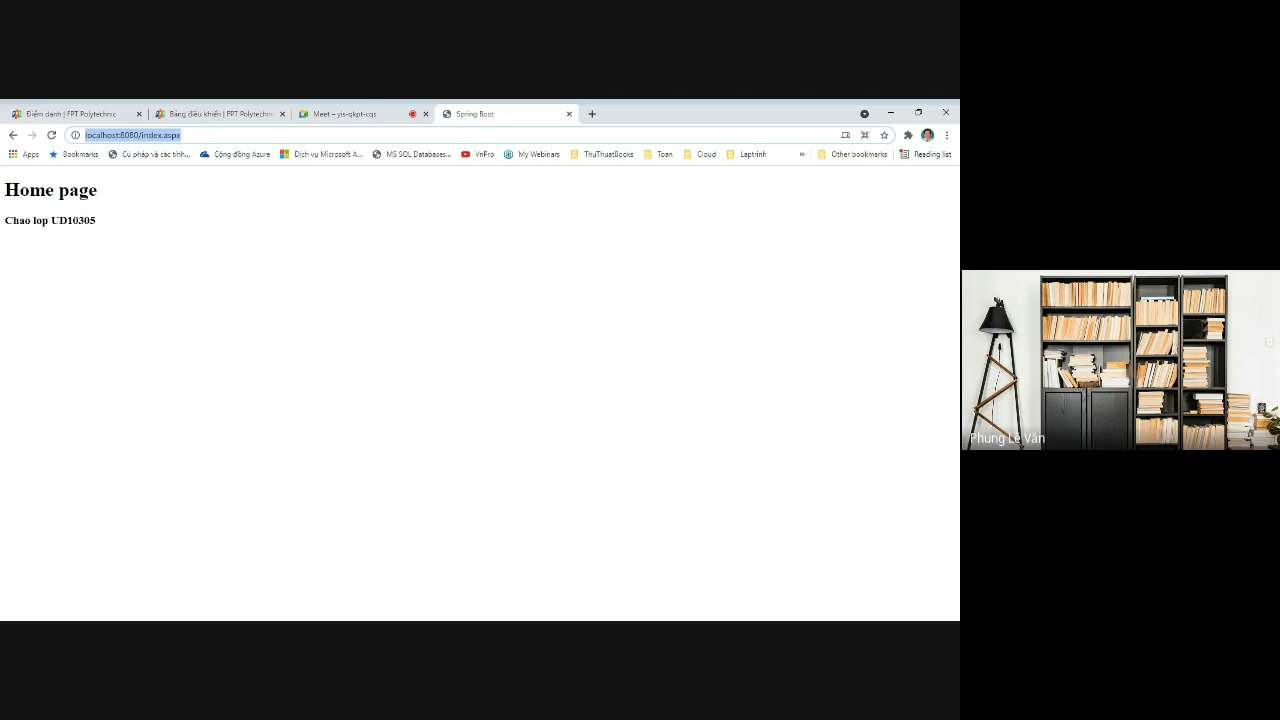 Điểm danh | FPT Polytechnic
Bảng điều khiển | FPT Polytechnic
Meet – yis-qkpt-cqs
Spring Boot
localhost:8080/index.aspx
Apps
Bookmarks
Cú pháp và các tính...
Cộng đồng Azure
Dịch vụ Microsoft A...
MS SQL Databases...
VnPro
My Webinars
ThuThuatBooks
Toan
Cloud
Laptrinh
»
Other bookmarks
Reading list
Home page
Chao lop UD10305
Phung Lê Văn